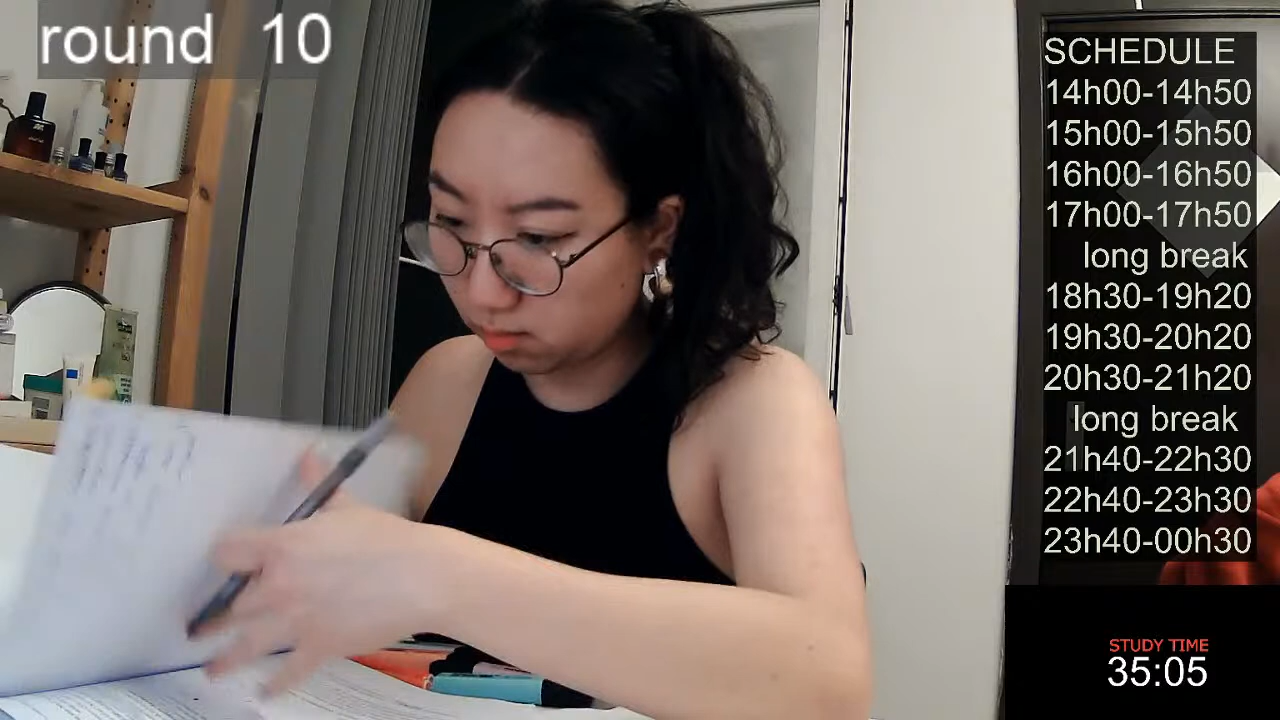 round 10
SCHEDULE
14h00-14h50
15h00-15h50
16h00-16h50
17h00-17h50
long break
18h30-19h20
19h30-20h20
20h30-21h20
long break
21h40-22h30
22h40-23h30
23h40-00h30
STUDY TIME
35:05